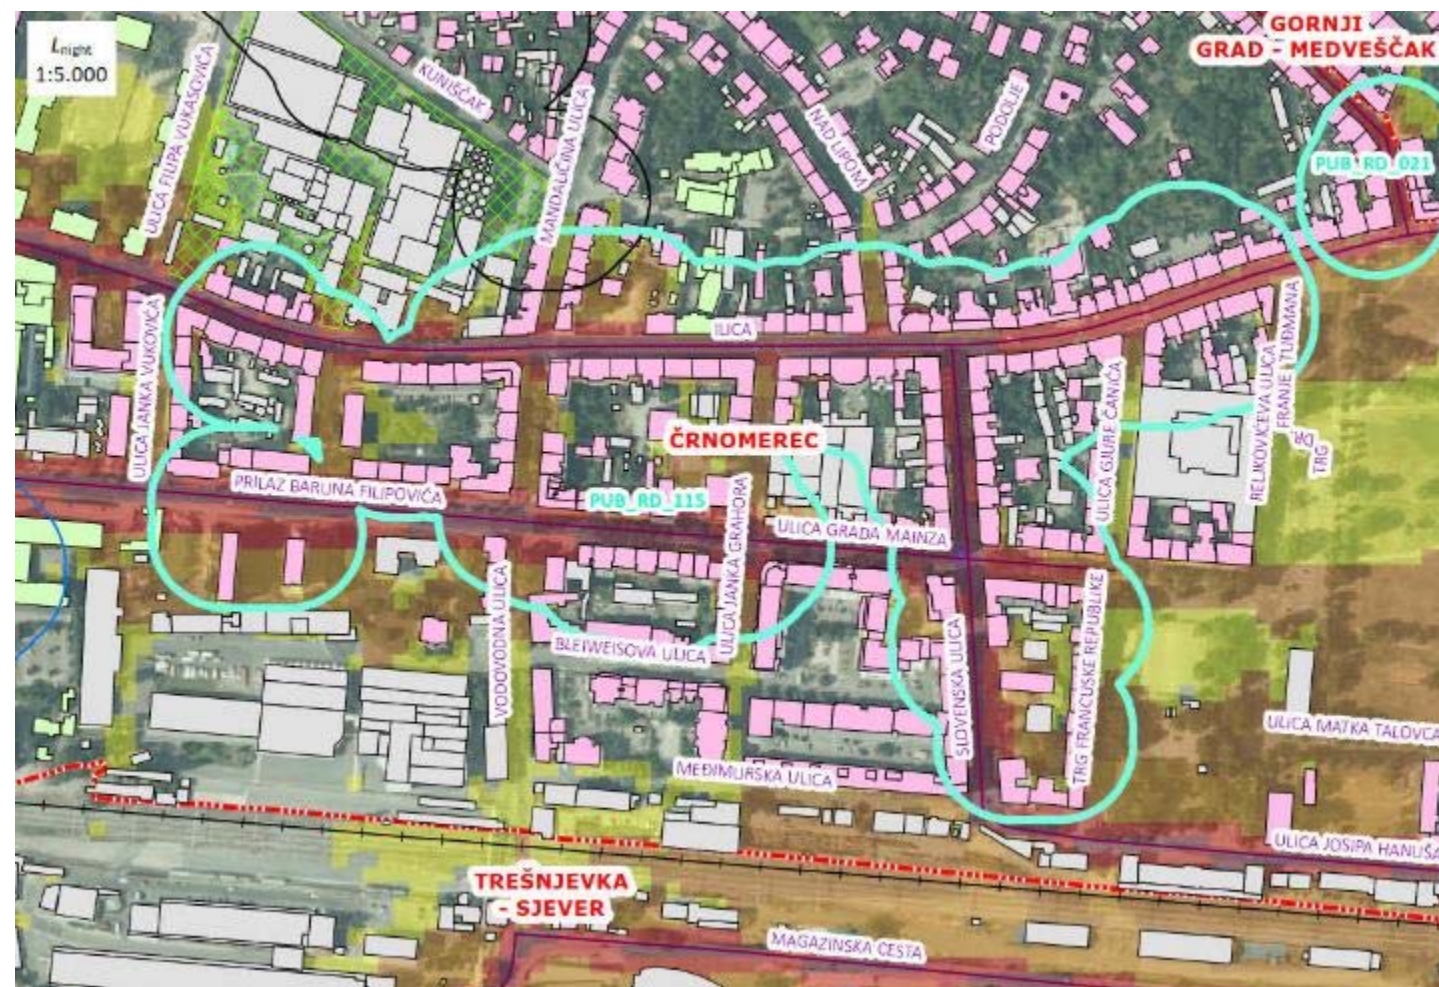 Lnight
1:5.000
GORNJI
GRAD - MEDVEŠČAK
ULICA FILIPA VUKASOVIĆA
KUNIŠČAK
MANDALIČINA ULICA
NAD LIPOM
PODOLJE
PUB_RD_021
ULICA JANKA VUKOVIĆA
ILICA
ULICA GJURE ČANIĆA
RELJKOVIĆEVA ULICA
TRG
DR.
FRANJE TUĐMANA
ČRNOMEREC
PRILAZ BARUNA FILIPOVIĆA
PUB_RD_115
ULICA JANKA GRAHORA
ULICA GRADA MAINZA
VODOVODNA ULICA
BLEIWEISOVA ULICA
SLOVENSKA ULICA
TRG FRANCUSKE REPUBLIKE
ULICA MATKA TALOVCA
MEĐIMURSKA ULICA
ULICA JOSIPA HANUŠA
TREŠNJEVKA
- SJEVER
MAGAZINSKA CESTA